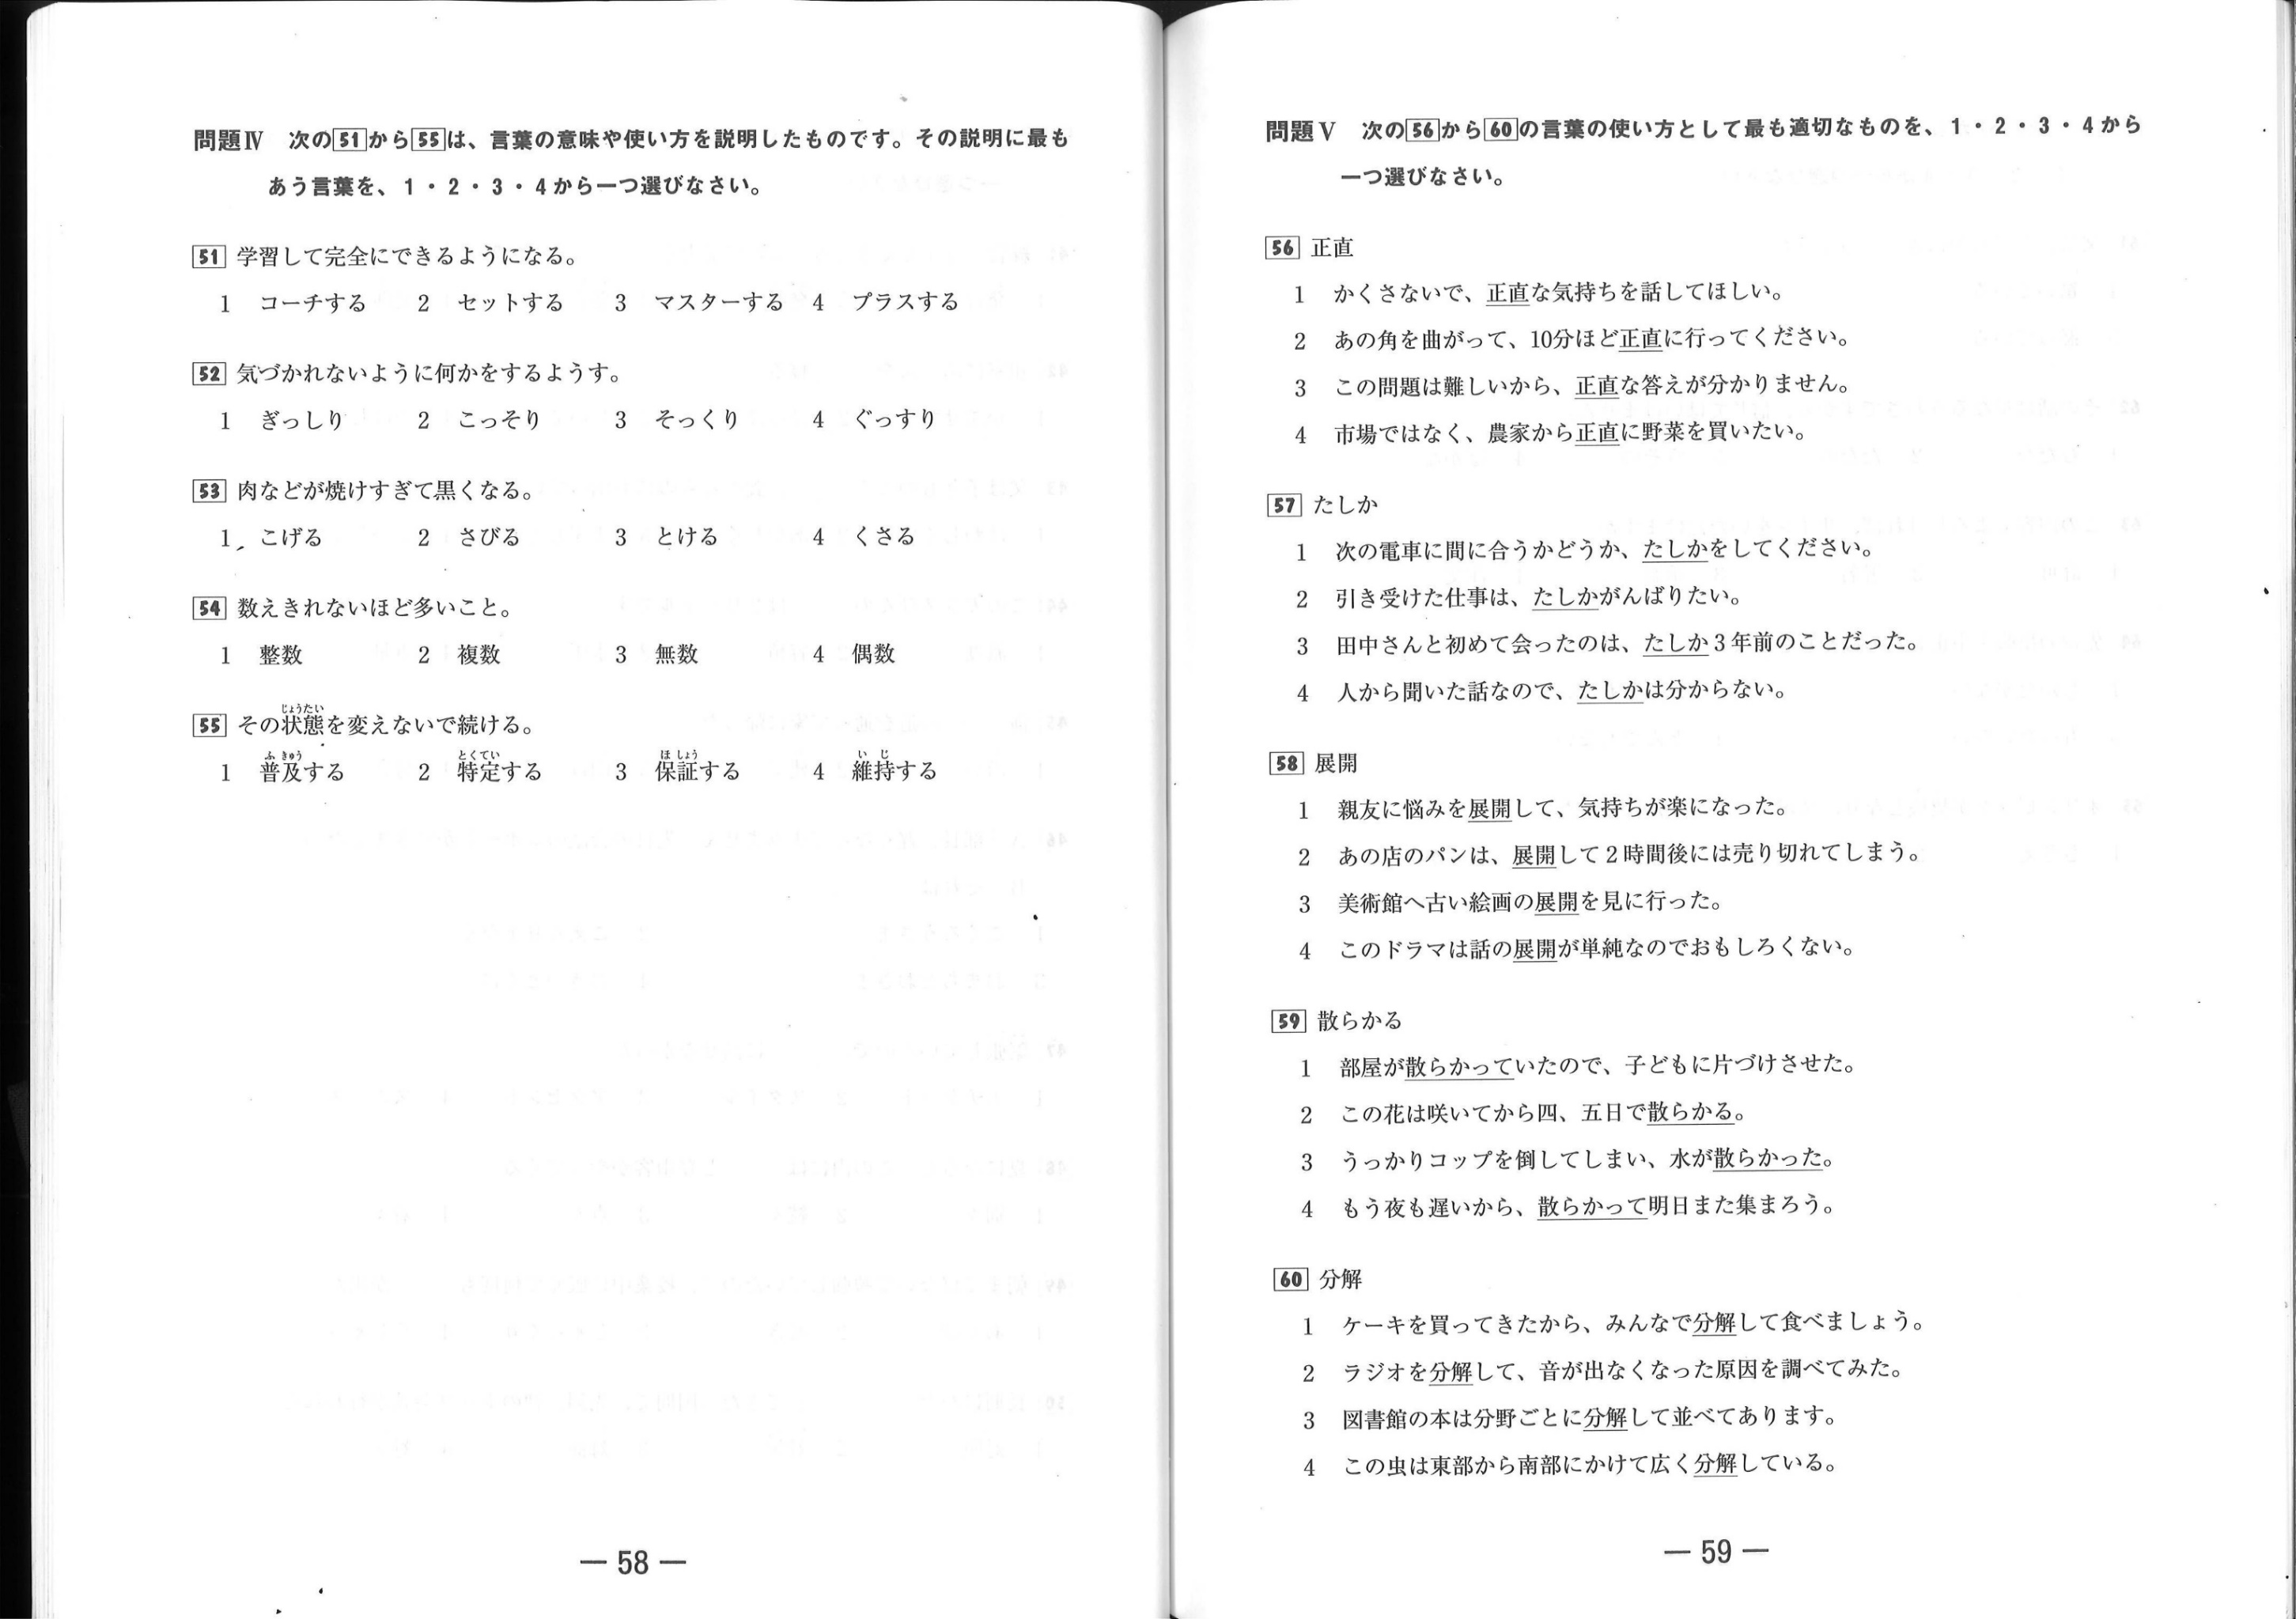 問題Ⅳ 次の51から55は、言葉の意味や使い方を説明したものです。その説明に最も
あう言葉を、1・2・3・4から一つ選びなさい。
51 学習して完全にできるようになる。
1 コーチする 2 セットする 3 マスターする 4 プラスする
52 気づかれないように何かをするようす。
1 ぎっしり 2 こっそり 3 そっくり 4 ぐっすり
53 肉などが焼けすぎて黒くなる。
1 こげる 2 さびる 3 とける 4 くさる
54 数えきれないほど多いこと。
1 整数 2 複数 3 無数 4 偶数
じょうたい
55 その状態を変えないで続ける。
ふきゅう とくてい ほしょう いじ
1 普及する 2 特定する 3 保証する 4 維持する
― 58 ―
問題Ⅴ 次の56から60の言葉の使い方として最も適切なものを、1・2・3・4から
一つ選びなさい。
56 正直
1 かくさないで、正直な気持ちを話してほしい。
2 あの角を曲がって、10分ほど正直に行ってください。
3 この問題は難しいから、正直な答えが分かりません。
4 市場ではなく、農家から正直に野菜を買いたい。
57 たしか
1 次の電車に間に合うかどうか、たしかをしてください。
2 引き受けた仕事は、たしかがんばりたい。
3 田中さんと初めて会ったのは、たしか3年前のことだった。
4 人から聞いた話なので、たしかは分からない。
58 展開
1 親友に悩みを展開して、気持ちが楽になった。
2 あの店のパンは、展開して2時間後には売り切れてしまう。
3 美術館へ古い絵画の展開を見に行った。
4 このドラマは話の展開が単純なのでおもしろくない。
59 散らかる
1 部屋が散らかっていたので、子どもに片づけさせた。
2 この花は咲いてから四、五日で散らかる。
3 うっかりコップを倒してしまい、水が散らかった。
4 もう夜も遅いから、散らかって明日また集まろう。
60 分解
1 ケーキを買ってきたから、みんなで分解して食べましょう。
2 ラジオを分解して、音が出なくなった原因を調べてみた。
3 図書館の本は分野ごとに分解して並べてあります。
4 この虫は東部から南部にかけて広く分解している。
― 59 ―